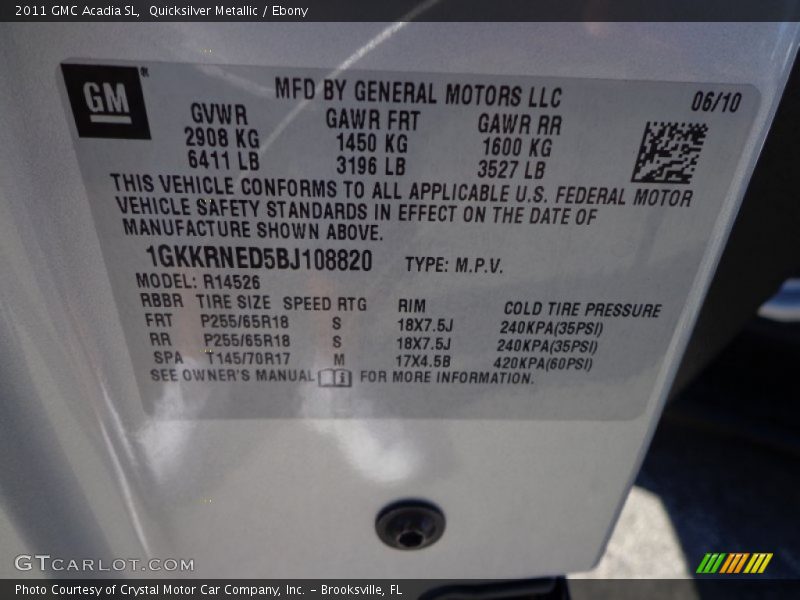 2011 GMC Acadia SL,  Quicksilver Metallic / Ebony
GM®
MFD BY GENERAL MOTORS LLC
06/10
GVWR GAWR FRT GAWR RR
2908 KG 1450 KG 1600 KG
6411 LB 3196 LB 3527 LB
THIS VEHICLE CONFORMS TO ALL APPLICABLE U.S. FEDERAL MOTOR
VEHICLE SAFETY STANDARDS IN EFFECT ON THE DATE OF
MANUFACTURE SHOWN ABOVE.
1GKKRNED5BJ108820 TYPE: M.P.V.
MODEL: R14526
RBBR TIRE SIZE SPEED RTG RIM COLD TIRE PRESSURE
FRT P255/65R18 S 18X7.5J 240KPA(35PSI)
RR P255/65R18 S 18X7.5J 240KPA(35PSI)
SPA T145/70R17 M 17X4.5B 420KPA(60PSI)
SEE OWNER'S MANUAL i FOR MORE INFORMATION.
GTCARLOT.COM
Photo Courtesy of Crystal Motor Car Company, Inc. – Brooksville, FL